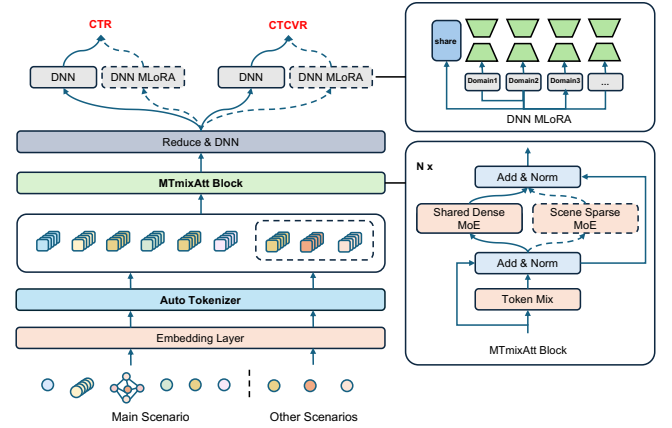 CTR
CTCVR
DNN
DNN MLoRA
DNN
DNN MLoRA
Reduce & DNN
MTmixAtt Block
Auto Tokenizer
Embedding Layer
Main Scenario
Other Scenarios
share
Domain1
Domain2
Domain3
...
DNN MLoRA
N x
Add & Norm
Shared Dense
MoE
Scene Sparse
MoE
Add & Norm
Token Mix
MTmixAtt Block